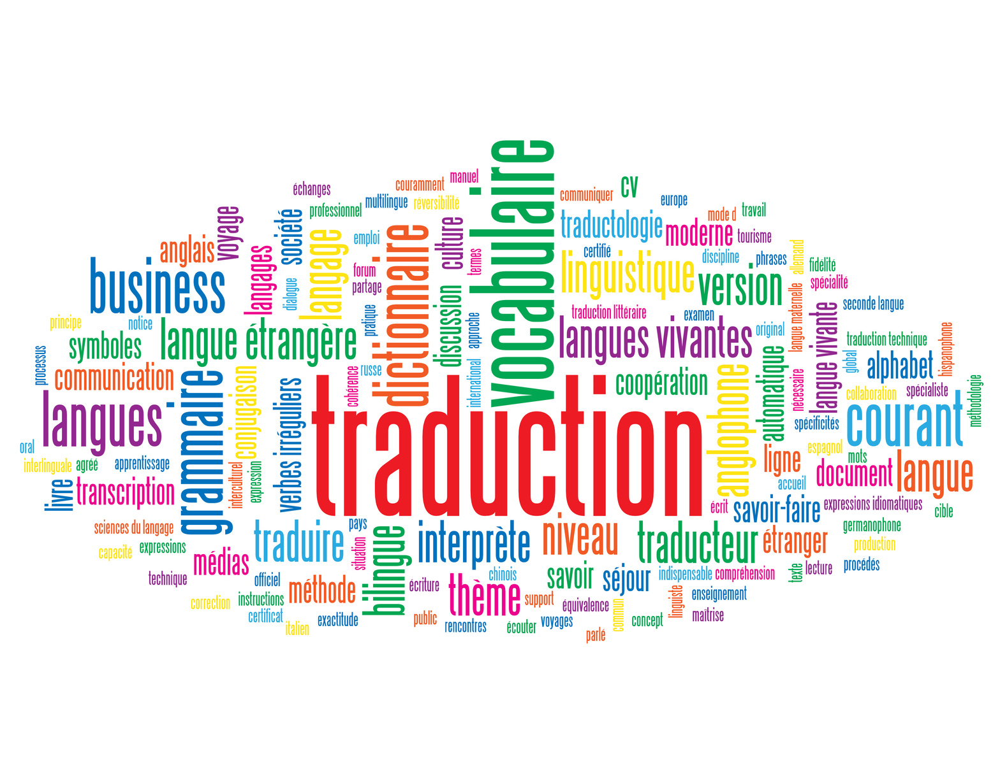 vocabulaire
manuel
couramment
échanges
cv
communiquer
europe
multilingue
réversibilité
professionnel
voyage
société
mode d
travail
traductologie
moderne
tourisme
culture
dictionnaire
langage
emploi
anglais
langages
termes
certifié
discipline
phrases
allemand
fidélité
business
forum
partage
dialogue
linguistique
version
spécialité
discussion
langue maternelle
seconde langue
langue vivante
pratique
approche
traduction littéraire
examen
principe
notice
langue étrangère
langues vivantes
original
symboles
traduction technique
hispanophone
processus
communication
russe
cohérence
international
coopération
anglophone
automatique
nécessaire
global
alphabet
collaboration
spécialiste
méthodologie
grammaire
conjugaison
verbes irréguliers
traduction
langues
courant
spécificités
oral
interlinguale
agréé
apprentissage
interculturel
expression
espagnol
mots
ligne
document
langue
accueil
livre
transcription
écrit
savoir-faire
expressions idiomatiques
cible
sciences du langage
traduire
pays
situation
bilingue
interprète
niveau
traducteur
étranger
germanophone
production
capacité
expressions
médias
procédés
technique
officiel
méthode
écriture
chinois
thème
savoir
séjour
indispensable
compréhension
texte
lecture
correction
instructions
certificat
support
équivalence
commun
linguiste
enseignement
italien
exactitude
public
rencontres
écouter
voyages
parlé
concept
maîtrise